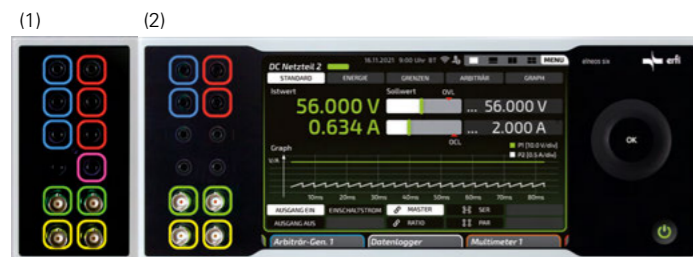 (1) (2)
DC Netzteil 2 16.11.2021 9:00 Uhr BT MENU
STANDARD ENERGIE GRENZEN ARBITRÄR GRAPH
Istwert Sollwert OVL
56.000 V ... 56.000 V
0.634 A ... 2.000 A
OCL
Graph P1 [10.0 V/div]
V/A P2 [0.5 A/div]
10ms 20ms 30ms 40ms 50ms 60ms 70ms 80ms
AUSGANG EIN EINSCHALTSTROM MASTER SER
AUSGANG AUS RATIO PAR
Arbiträr-Gen. 1 Datenlogger Multimeter 1
elneos six erfi
OK